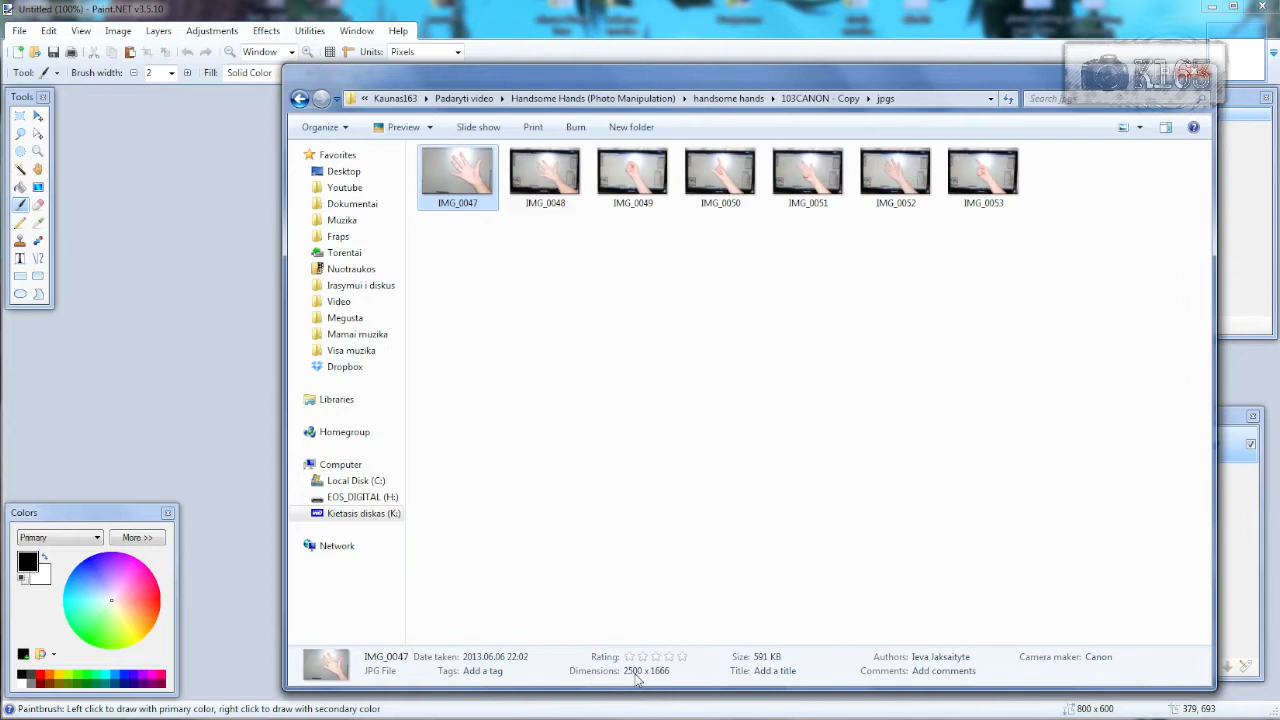 Untitled (100%) - Paint.NET v3.5.10
File Edit View Image Layers Adjustments Effects Utilities Window Help
Window Units: Pixels
Tool: Brush width: 2 Fill: Solid Color
KL63
Tools
« Kaunas163 Padaryti video Handsome Hands (Photo Manipulation) handsome hands 103CANON - Copy jpgs Search jpgs
Organize Preview Slide show Print Burn New folder
Favorites
Desktop
Youtube
Dokumentai
Muzika
Fraps
Torentai
Nuotraukos
Irasymui i diskus
Video
Megusta
Mamai muzika
Visa muzika
Dropbox
Libraries
Homegroup
Computer
Local Disk (C:)
EOS_DIGITAL (H:)
Kietasis diskas (K:)
Network
IMG_0047 IMG_0048 IMG_0049 IMG_0050 IMG_0051 IMG_0052 IMG_0053
Colors
Primary More >>
IMG_0047 Date taken: 2013.06.06 22:02 Rating: Size: 591 KB Authors: Ieva Jaksaityte Camera maker: Canon
JPG File Tags: Add a tag Dimensions: 2500 x 1666 Title: Add a title Comments: Add comments
Paintbrush: Left click to draw with primary color, right click to draw with secondary color 800 x 600 379, 693